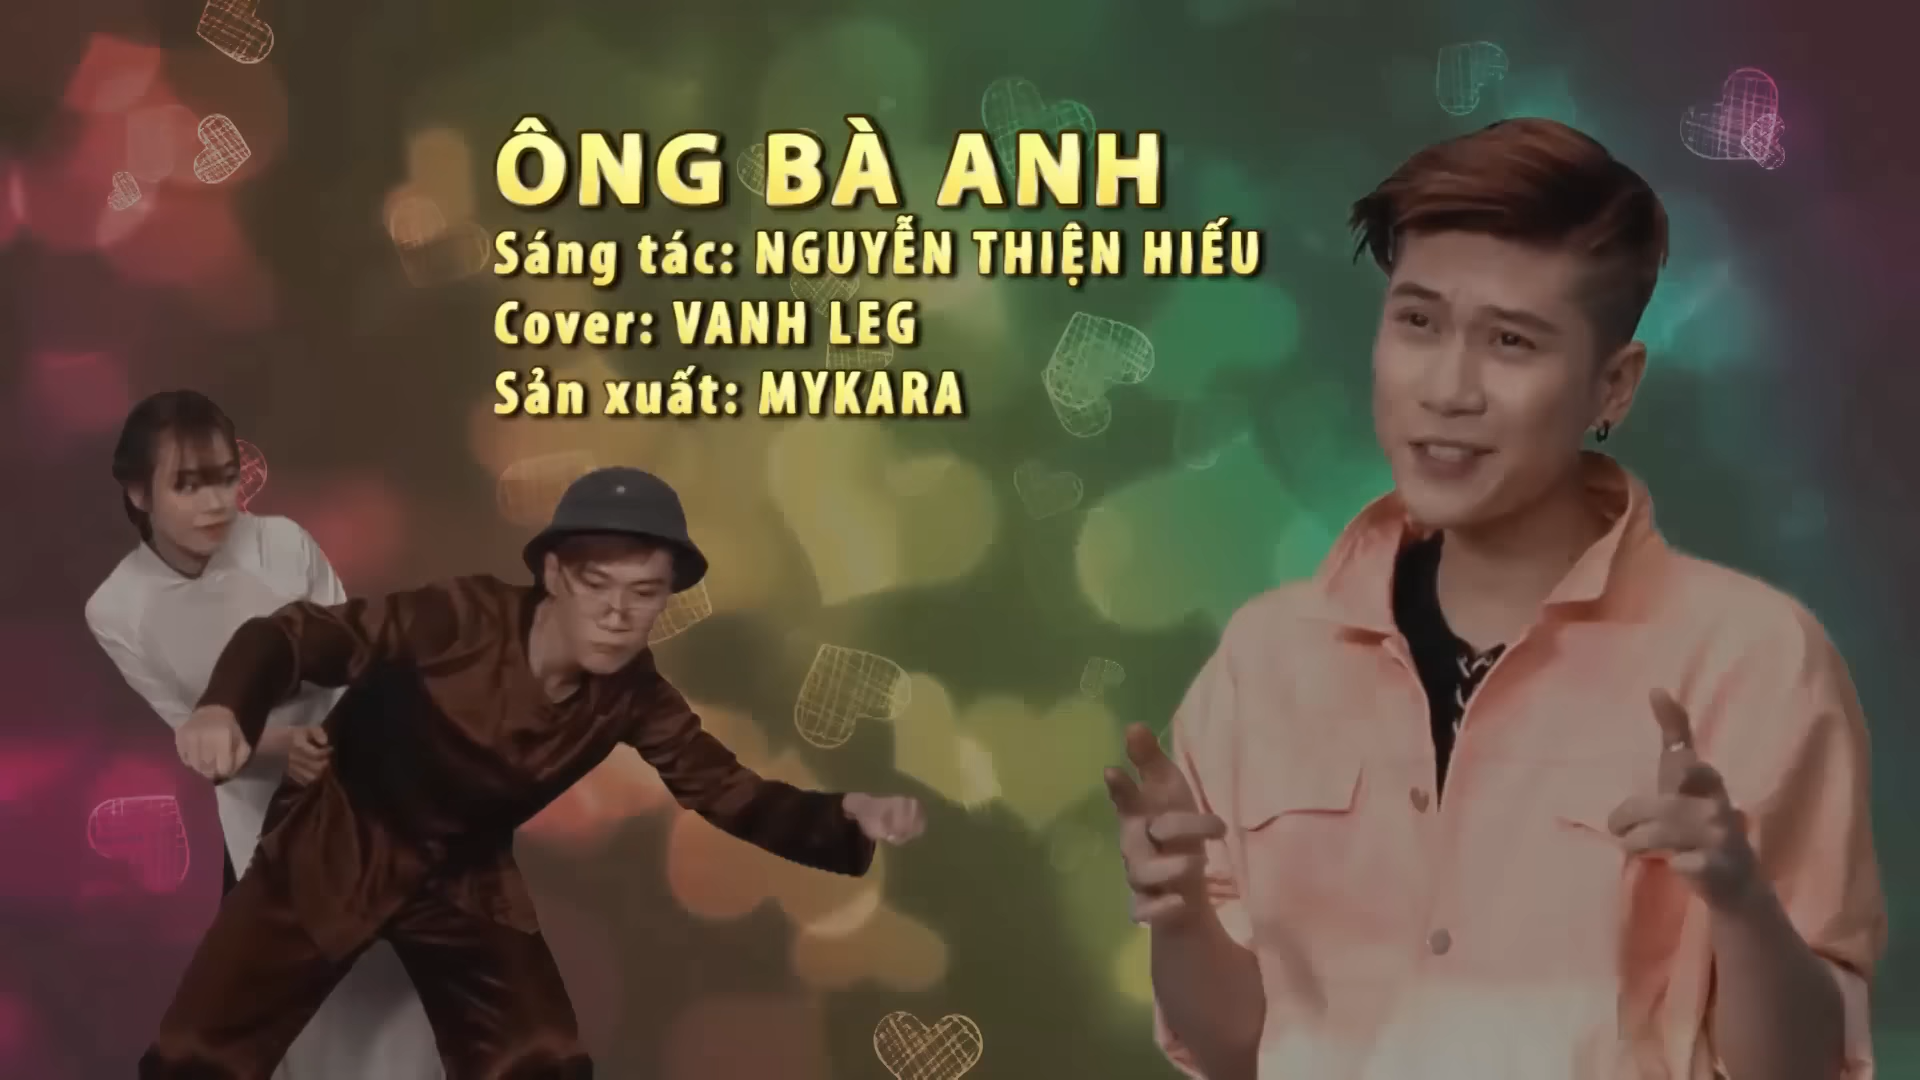 ÔNG BÀ ANH
Sáng tác: NGUYỄN THIỆN HIẾU
Cover: VANH LEG
Sản xuất: MYKARA